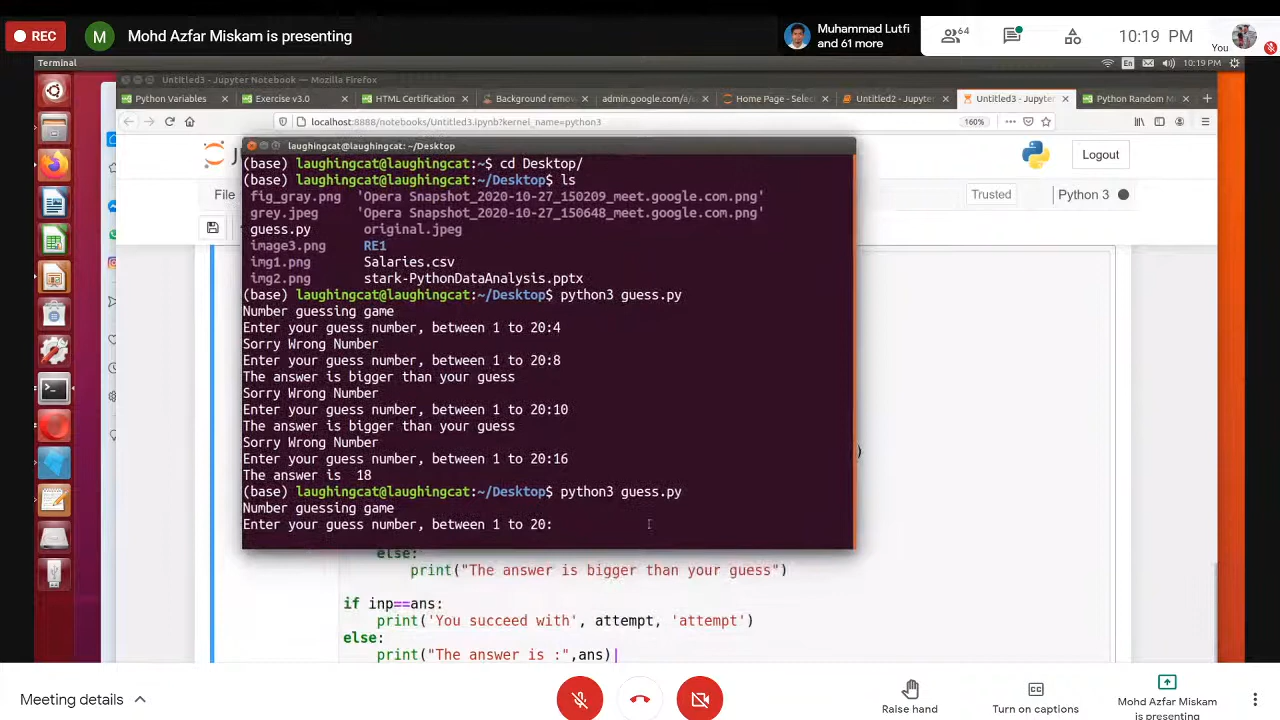 REC
M
Mohd Azfar Miskam is presenting
Muhammad Lutfi
and 61 more
64
You
10:19 PM
Terminal
En
10:19 PM
Untitled3 - Jupyter Notebook - Mozilla Firefox
Python Variables
Exercise v3.0
HTML Certification
Background remov
admin.google.com/a/
Home Page - Selec
Untitled2 - Jupyter
Untitled3 - Jupyter
Python Random M
localhost:8888/notebooks/Untitled3.ipynb?kernel_name=python3
160%
laughingcat@laughingcat: ~/Desktop
J
Logout
File
Trusted
Python 3
(base) laughingcat@laughingcat:~$ cd Desktop/
(base) laughingcat@laughingcat:~/Desktop$ ls
fig_gray.png 'Opera Snapshot_2020-10-27_150209_meet.google.com.png'
grey.jpeg 'Opera Snapshot_2020-10-27_150648_meet.google.com.png'
guess.py original.jpeg
image3.png RE1
img1.png Salaries.csv
img2.png stark-PythonDataAnalysis.pptx
(base) laughingcat@laughingcat:~/Desktop$ python3 guess.py
Number guessing game
Enter your guess number, between 1 to 20:4
Sorry Wrong Number
Enter your guess number, between 1 to 20:8
The answer is bigger than your guess
Sorry Wrong Number
Enter your guess number, between 1 to 20:10
The answer is bigger than your guess
Sorry Wrong Number
Enter your guess number, between 1 to 20:16
The answer is 18
(base) laughingcat@laughingcat:~/Desktop$ python3 guess.py
Number guessing game
Enter your guess number, between 1 to 20:
)
else:
print("The answer is bigger than your guess")
if inp==ans:
print('You succeed with', attempt, 'attempt')
else:
print("The answer is :",ans)
Meeting details
Raise hand
Turn on captions
Mohd Azfar Miskam
is presenting